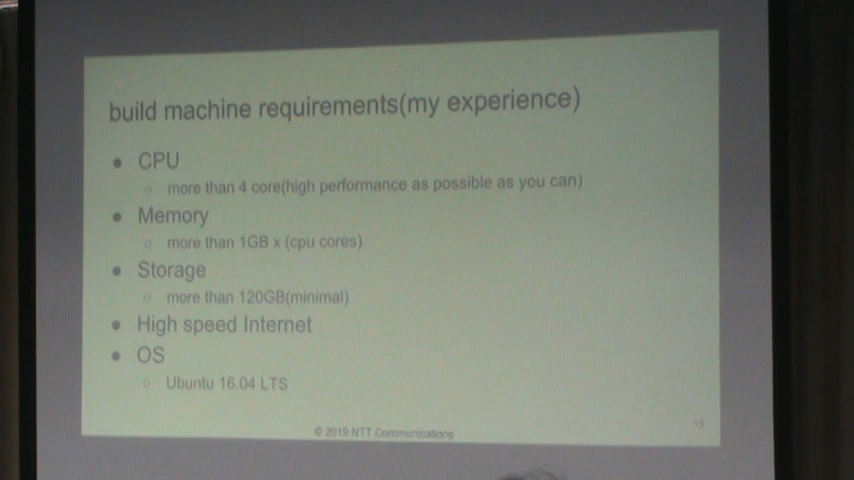 build machine requirements(my experience)
● CPU
○ more than 4 core(high performance as possible as you can)
● Memory
○ more than 1GB x (cpu cores)
● Storage
○ more than 120GB(minimal)
● High speed Internet
● OS
○ Ubuntu 16.04 LTS
© 2019 NTT Communications
13